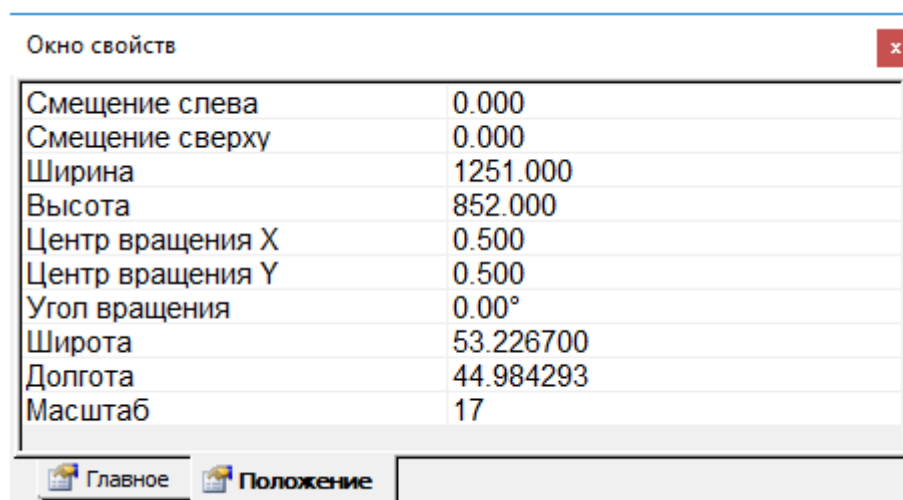 Окно свойств x
Смещение слева 0.000
Смещение сверху 0.000
Ширина 1251.000
Высота 852.000
Центр вращения X 0.500
Центр вращения Y 0.500
Угол вращения 0.00°
Широта 53.226700
Долгота 44.984293
Масштаб 17
Главное Положение